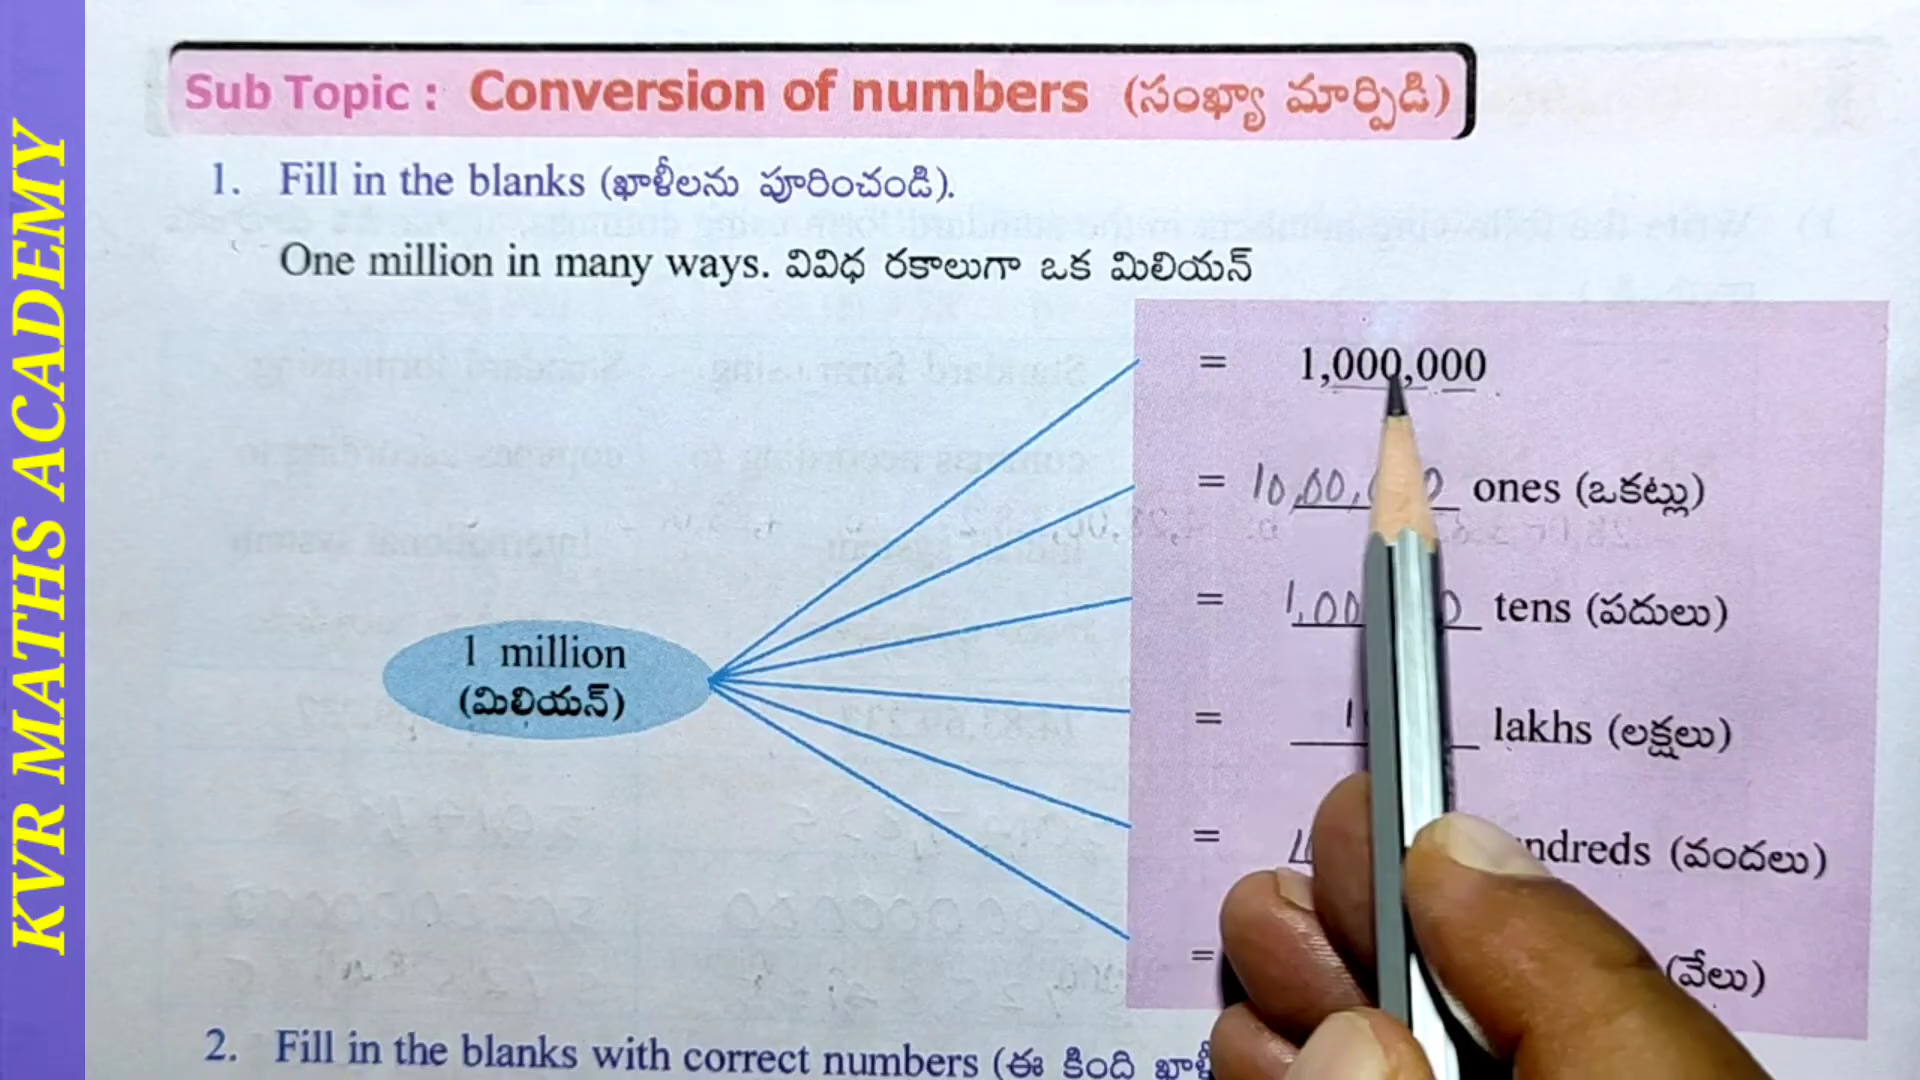 KVR MATHS ACCADEMY
Sub Topic : Conversion of numbers (సంఖ్యా మార్పిడి)
1. Fill in the blanks (ఖాళీలను పూరించండి).
One million in many ways. వివిధ రకాలుగా ఒక మిలియన్
1 million
(మిలియన్)
= 1,000,000
= ones (ఒకట్లు)
= tens (పదులు)
= lakhs (లక్షలు)
= (వందలు)
= (వేలు)
2. Fill in the blanks with correct numbers (ఈ కింది